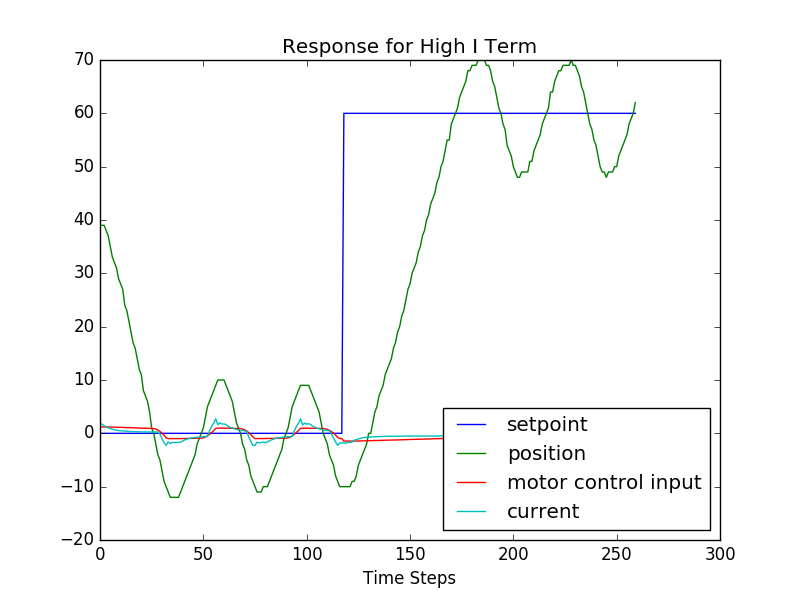 Response for High I Term
70
60
50
40
30
20
10
0
−10
−20
setpoint
position
motor control input
current
0 50 100 150 200 250 300
Time Steps